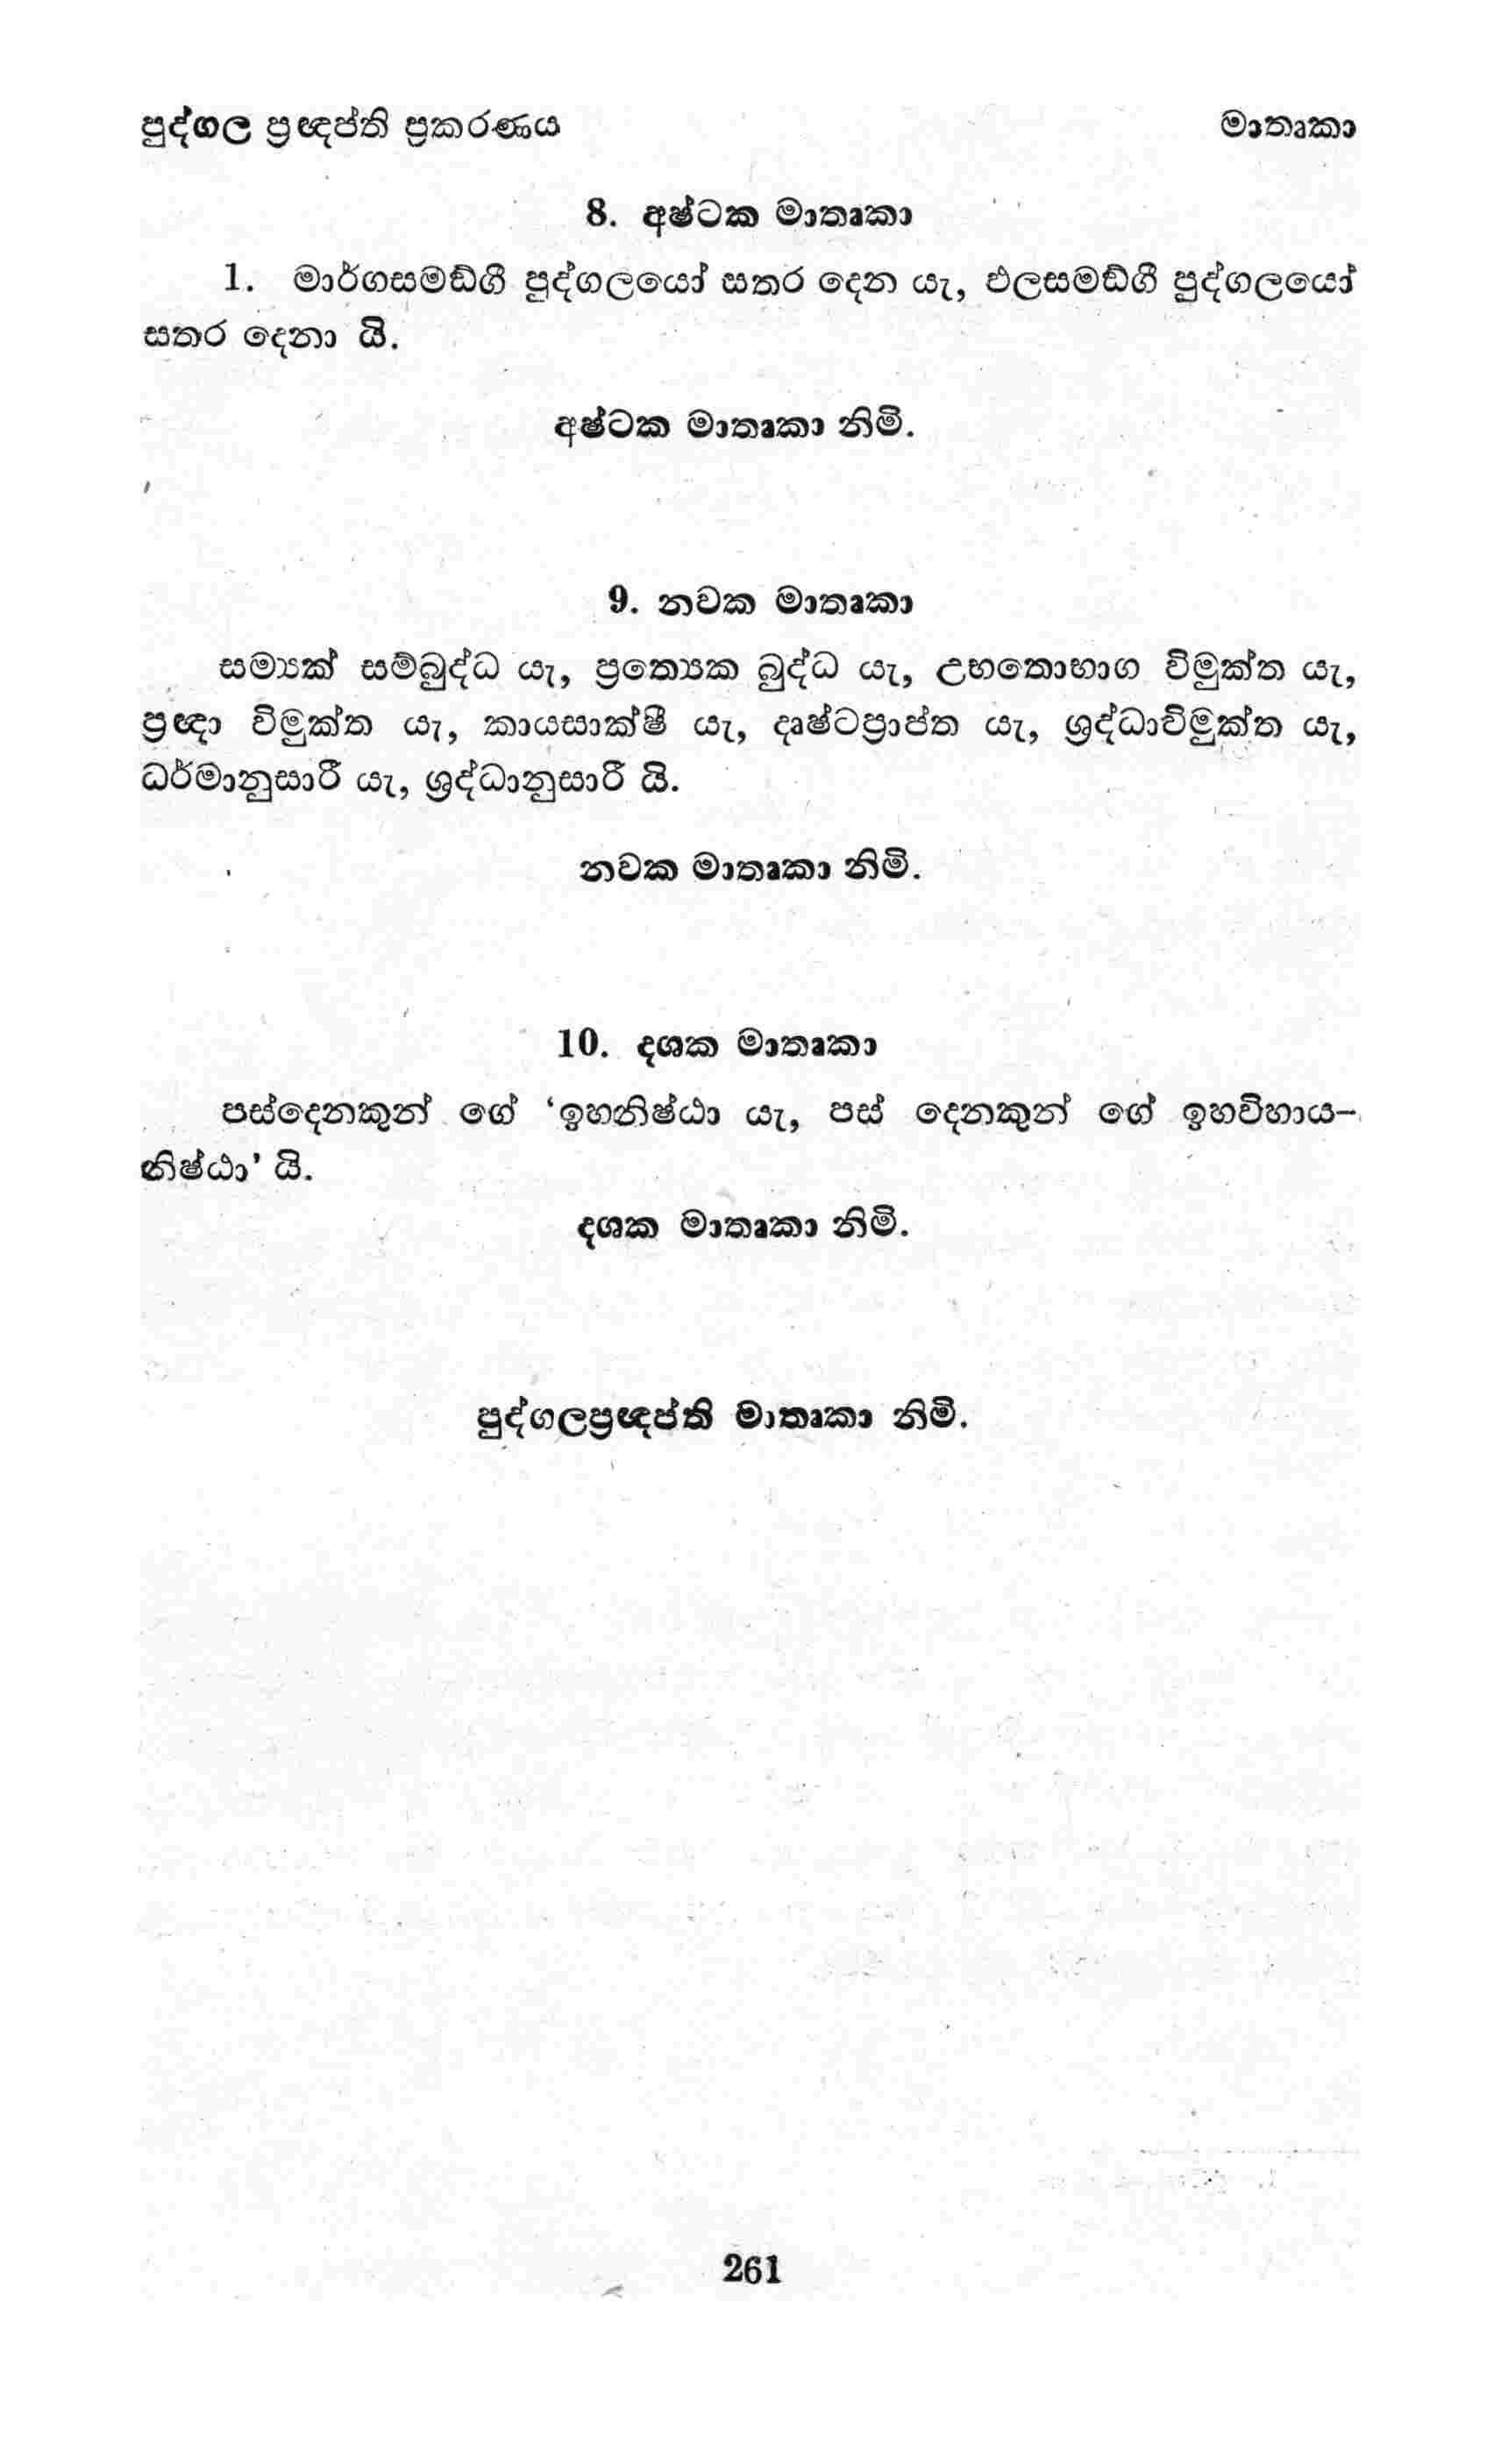 පුද්ගල ප්‍රඥප්ති ප්‍රකරණය මාතෘකා
8. අෂ්ටක මාතෘකා
1. මාර්ගසමඞ්ගී පුද්ගලයෝ සතර දෙන යැ, ඵලසමඞ්ගී පුද්ගලයෝ
සතර දෙනා යි.
අෂ්ටක මාතෘකා නිමි.
9. නවක මාතෘකා
සම්‍යක් සම්බුද්ධ යැ, ප්‍රත්‍යෙක බුද්ධ යැ, උභතොභාග විමුක්ත යැ,
ප්‍රඥා විමුක්ත යැ, කායසාක්ෂී යැ, දෘෂ්ටප්‍රාප්ත යැ, ශ්‍රද්ධාවිමුක්ත යැ,
ධර්මානුසාරී යැ, ශ්‍රද්ධානුසාරී යි.
නවක මාතෘකා නිමි.
10. දශක මාතෘකා
පස්දෙනකුන් ගේ ‘ඉහනිෂ්ඨා යැ, පස් දෙනකුන් ගේ ඉහවිහාය-
නිෂ්ඨා’ යි.
දශක මාතෘකා නිමි.
පුද්ගලප්‍රඥප්ති මාතෘකා නිමි.
261